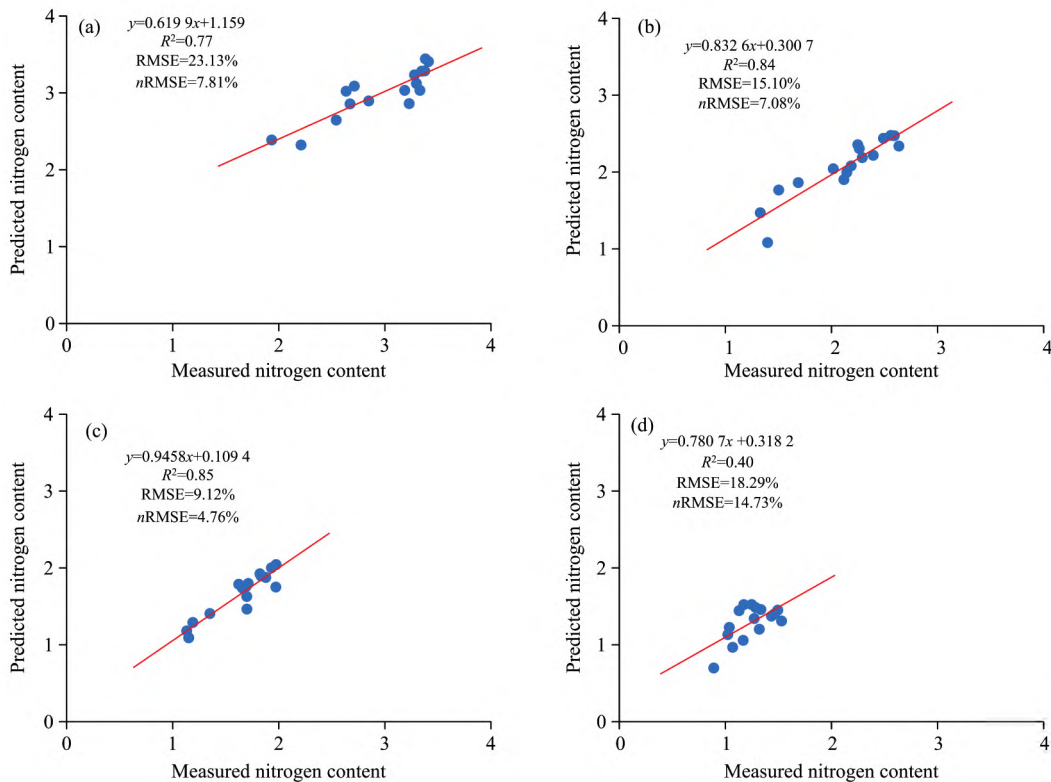 (a)
y=0.619 9x+1.159
R²=0.77
RMSE=23.13%
nRMSE=7.81%
4
3
2
1
0
Predicted nitrogen content
0 1 2 3 4
Measured nitrogen content
(b)
y=0.832 6x+0.300 7
R²=0.84
RMSE=15.10%
nRMSE=7.08%
4
3
2
1
0
Predicted nitrogen content
0 1 2 3 4
Measured nitrogen content
(c)
y=0.9458x+0.109 4
R²=0.85
RMSE=9.12%
nRMSE=4.76%
4
3
2
1
0
Predicted nitrogen content
0 1 2 3 4
Measured nitrogen content
(d)
y=0.780 7x +0.318 2
R²=0.40
RMSE=18.29%
nRMSE=14.73%
4
3
2
1
0
Predicted nitrogen content
0 1 2 3 4
Measured nitrogen content